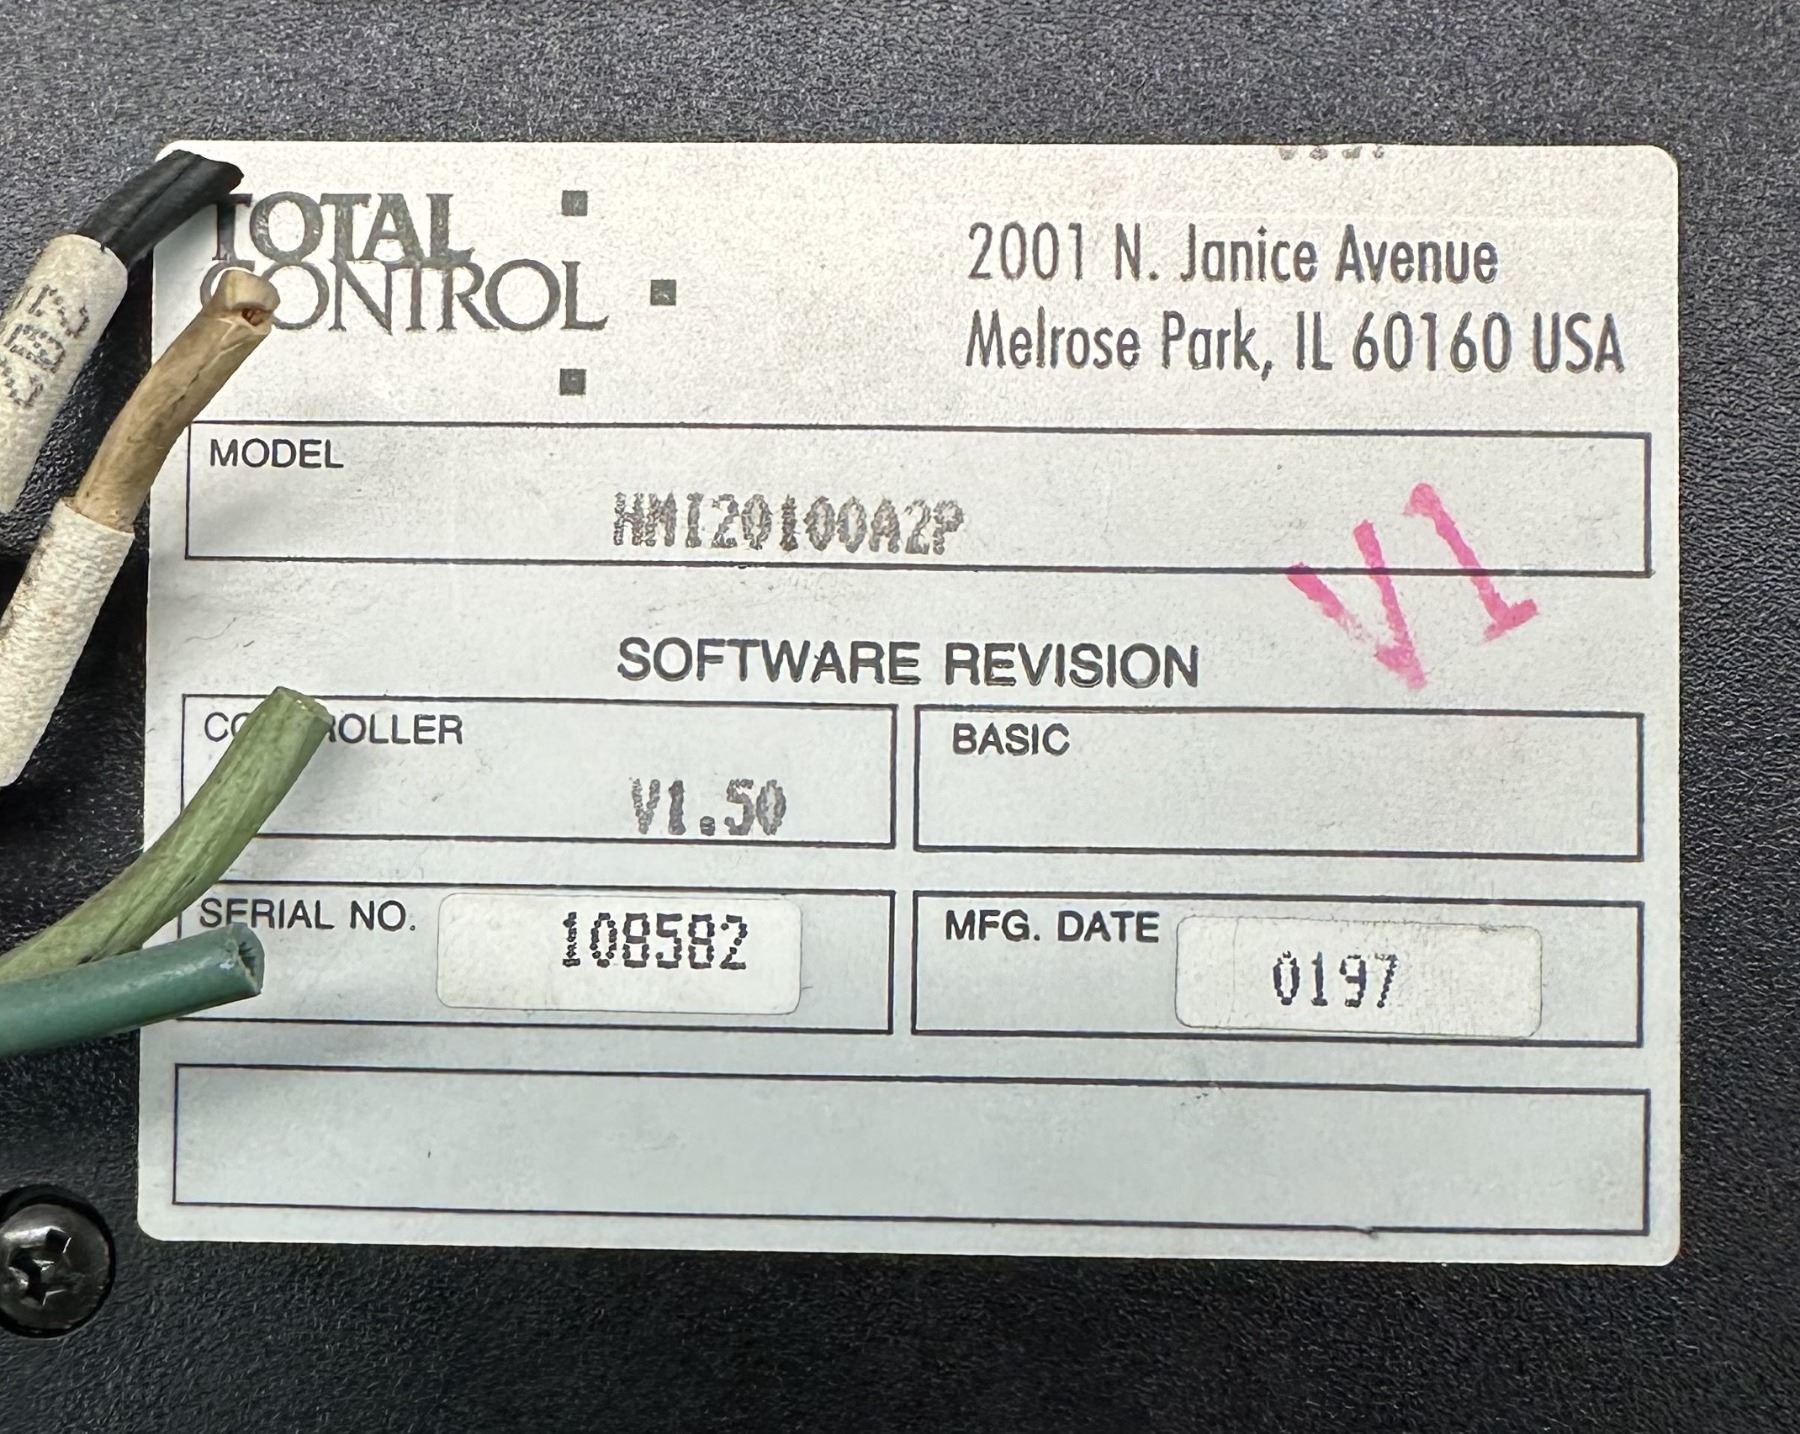 TOTAL
CONTROL
2001 N. Janice Avenue
Melrose Park, IL 60160 USA
MODEL
HMI20100A2P
V1
SOFTWARE REVISION
CONTROLLER
V1.50
BASIC
SERIAL NO.
108582
MFG. DATE
0197